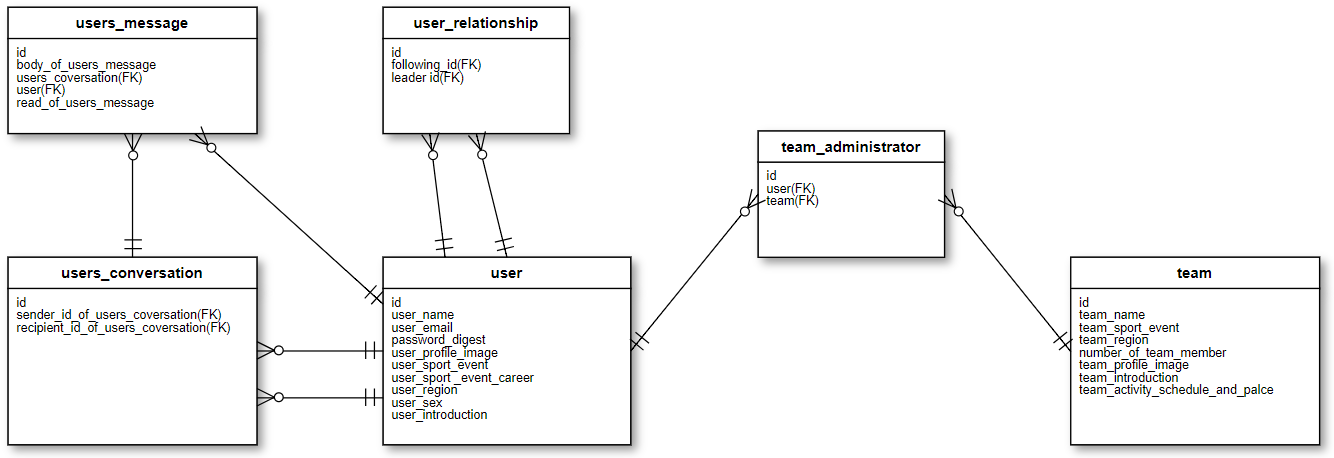 users_message
id
body_of_users_message
users_coversation(FK)
user(FK)
read_of_users_message
user_relationship
id
following_id(FK)
leader id(FK)
team_administrator
id
user(FK)
team(FK)
users_conversation
id
sender_id_of_users_coversation(FK)
recipient_id_of_users_coversation(FK)
user
id
user_name
user_email
password_digest
user_profile_image
user_sport_event
user_sport _event_career
user_region
user_sex
user_introduction
team
id
team_name
team_sport_event
team_region
number_of_team_member
team_profile_image
team_introduction
team_activity_schedule_and_palce